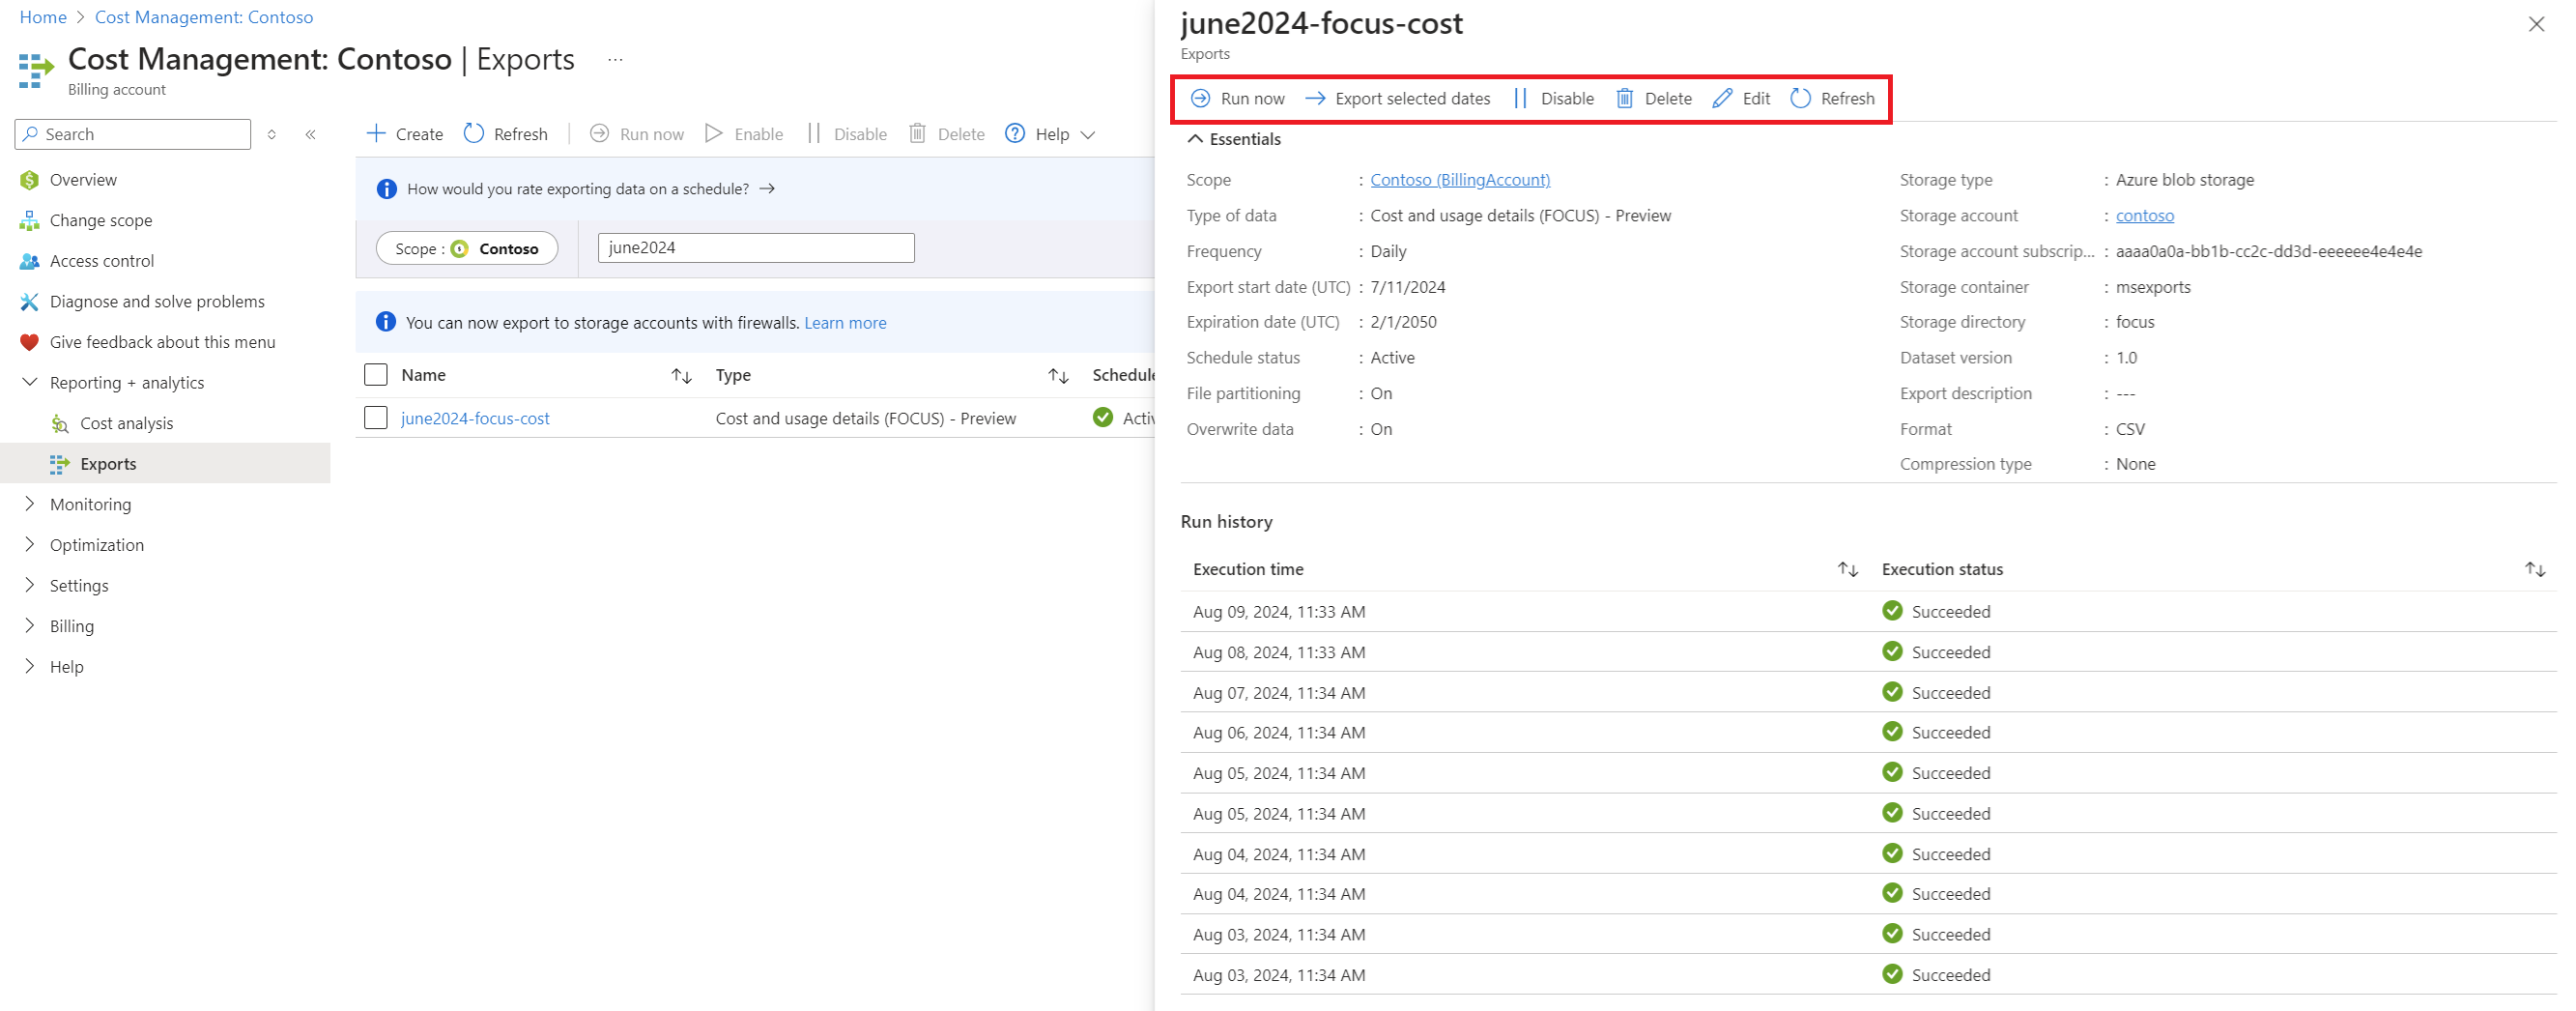 Home > Cost Management: Contoso
Cost Management: Contoso | Exports ...
Billing account
Search
Overview
Change scope
Access control
Diagnose and solve problems
Give feedback about this menu
Reporting + analytics
Cost analysis
Exports
Monitoring
Optimization
Settings
Billing
Help
Create Refresh Run now Enable Disable Delete Help
How would you rate exporting data on a schedule? →
Scope : Contoso june2024
You can now export to storage accounts with firewalls. Learn more
Name Type Schedule
june2024-focus-cost Cost and usage details (FOCUS) - Preview Activ
june2024-focus-cost
Exports
Run now Export selected dates Disable Delete Edit Refresh
Essentials
Scope : Contoso (BillingAccount)
Type of data : Cost and usage details (FOCUS) - Preview
Frequency : Daily
Export start date (UTC) : 7/11/2024
Expiration date (UTC) : 2/1/2050
Schedule status : Active
File partitioning : On
Overwrite data : On
Storage type : Azure blob storage
Storage account : contoso
Storage account subscrip... : aaaa0a0a-bb1b-cc2c-dd3d-eeeeee4e4e4e
Storage container : msexports
Storage directory : focus
Dataset version : 1.0
Export description : ---
Format : CSV
Compression type : None
Run history
Execution time Execution status
Aug 09, 2024, 11:33 AM Succeeded
Aug 08, 2024, 11:33 AM Succeeded
Aug 07, 2024, 11:34 AM Succeeded
Aug 06, 2024, 11:34 AM Succeeded
Aug 05, 2024, 11:34 AM Succeeded
Aug 05, 2024, 11:34 AM Succeeded
Aug 04, 2024, 11:34 AM Succeeded
Aug 04, 2024, 11:34 AM Succeeded
Aug 03, 2024, 11:34 AM Succeeded
Aug 03, 2024, 11:34 AM Succeeded